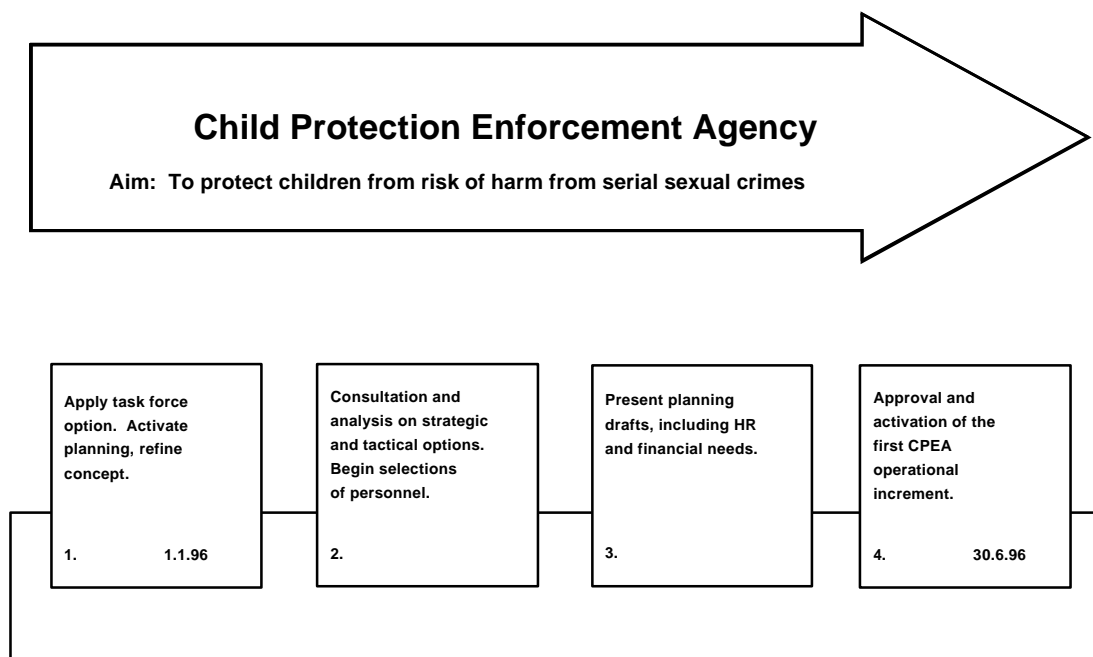 Child Protection Enforcement Agency
Aim: To protect children from risk of harm from serial sexual crimes
Apply task force
option. Activate
planning, refine
concept.
1. 1.1.96
Consultation and
analysis on strategic
and tactical options.
Begin selections
of personnel.
2.
Present planning
drafts, including HR
and financial needs.
3.
Approval and
activation of the
first CPEA
operational
increment.
4. 30.6.96